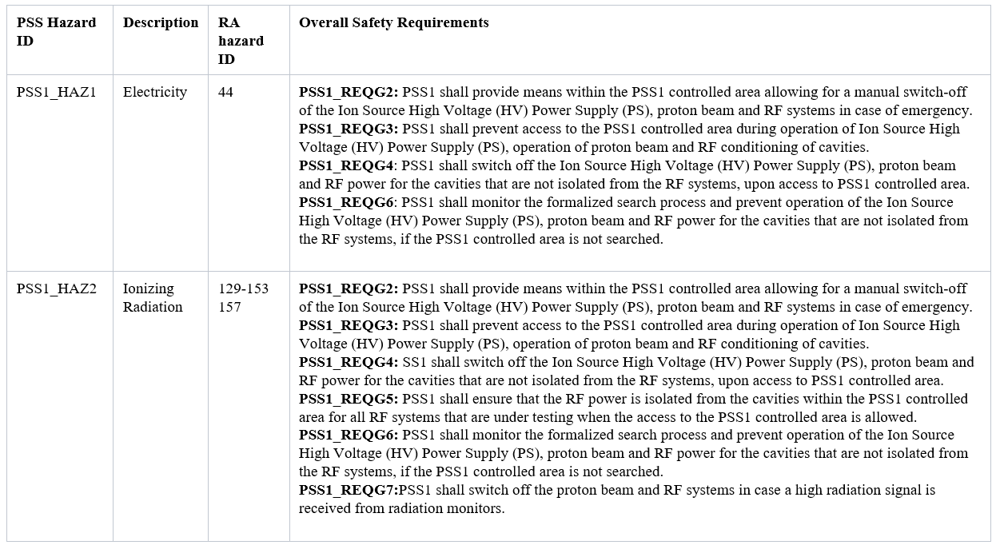 PSS Hazard ID
Description
RA hazard ID
Overall Safety Requirements
PSS1_HAZ1
Electricity
44
PSS1_REQG2: PSS1 shall provide means within the PSS1 controlled area allowing for a manual switch-off
of the Ion Source High Voltage (HV) Power Supply (PS), proton beam and RF systems in case of emergency.
PSS1_REQG3: PSS1 shall prevent access to the PSS1 controlled area during operation of Ion Source High
Voltage (HV) Power Supply (PS), operation of proton beam and RF conditioning of cavities.
PSS1_REQG4: PSS1 shall switch off the Ion Source High Voltage (HV) Power Supply (PS), proton beam
and RF power for the cavities that are not isolated from the RF systems, upon access to PSS1 controlled area.
PSS1_REQG6: PSS1 shall monitor the formalized search process and prevent operation of the Ion Source
High Voltage (HV) Power Supply (PS), proton beam and RF power for the cavities that are not isolated from
the RF systems, if the PSS1 controlled area is not searched.
PSS1_HAZ2
Ionizing
Radiation
129-153
157
PSS1_REQG2: PSS1 shall provide means within the PSS1 controlled area allowing for a manual switch-off
of the Ion Source High Voltage (HV) Power Supply (PS), proton beam and RF systems in case of emergency.
PSS1_REQG3: PSS1 shall prevent access to the PSS1 controlled area during operation of Ion Source High
Voltage (HV) Power Supply (PS), operation of proton beam and RF conditioning of cavities.
PSS1_REQG4: SS1 shall switch off the Ion Source High Voltage (HV) Power Supply (PS), proton beam and
RF power for the cavities that are not isolated from the RF systems, upon access to PSS1 controlled area.
PSS1_REQG5: PSS1 shall ensure that the RF power is isolated from the cavities within the PSS1 controlled
area for all RF systems that are under testing when the access to the PSS1 controlled area is allowed.
PSS1_REQG6: PSS1 shall monitor the formalized search process and prevent operation of the Ion Source
High Voltage (HV) Power Supply (PS), proton beam and RF power for the cavities that are not isolated from
the RF systems, if the PSS1 controlled area is not searched.
PSS1_REQG7:PSS1 shall switch off the proton beam and RF systems in case a high radiation signal is
received from radiation monitors.